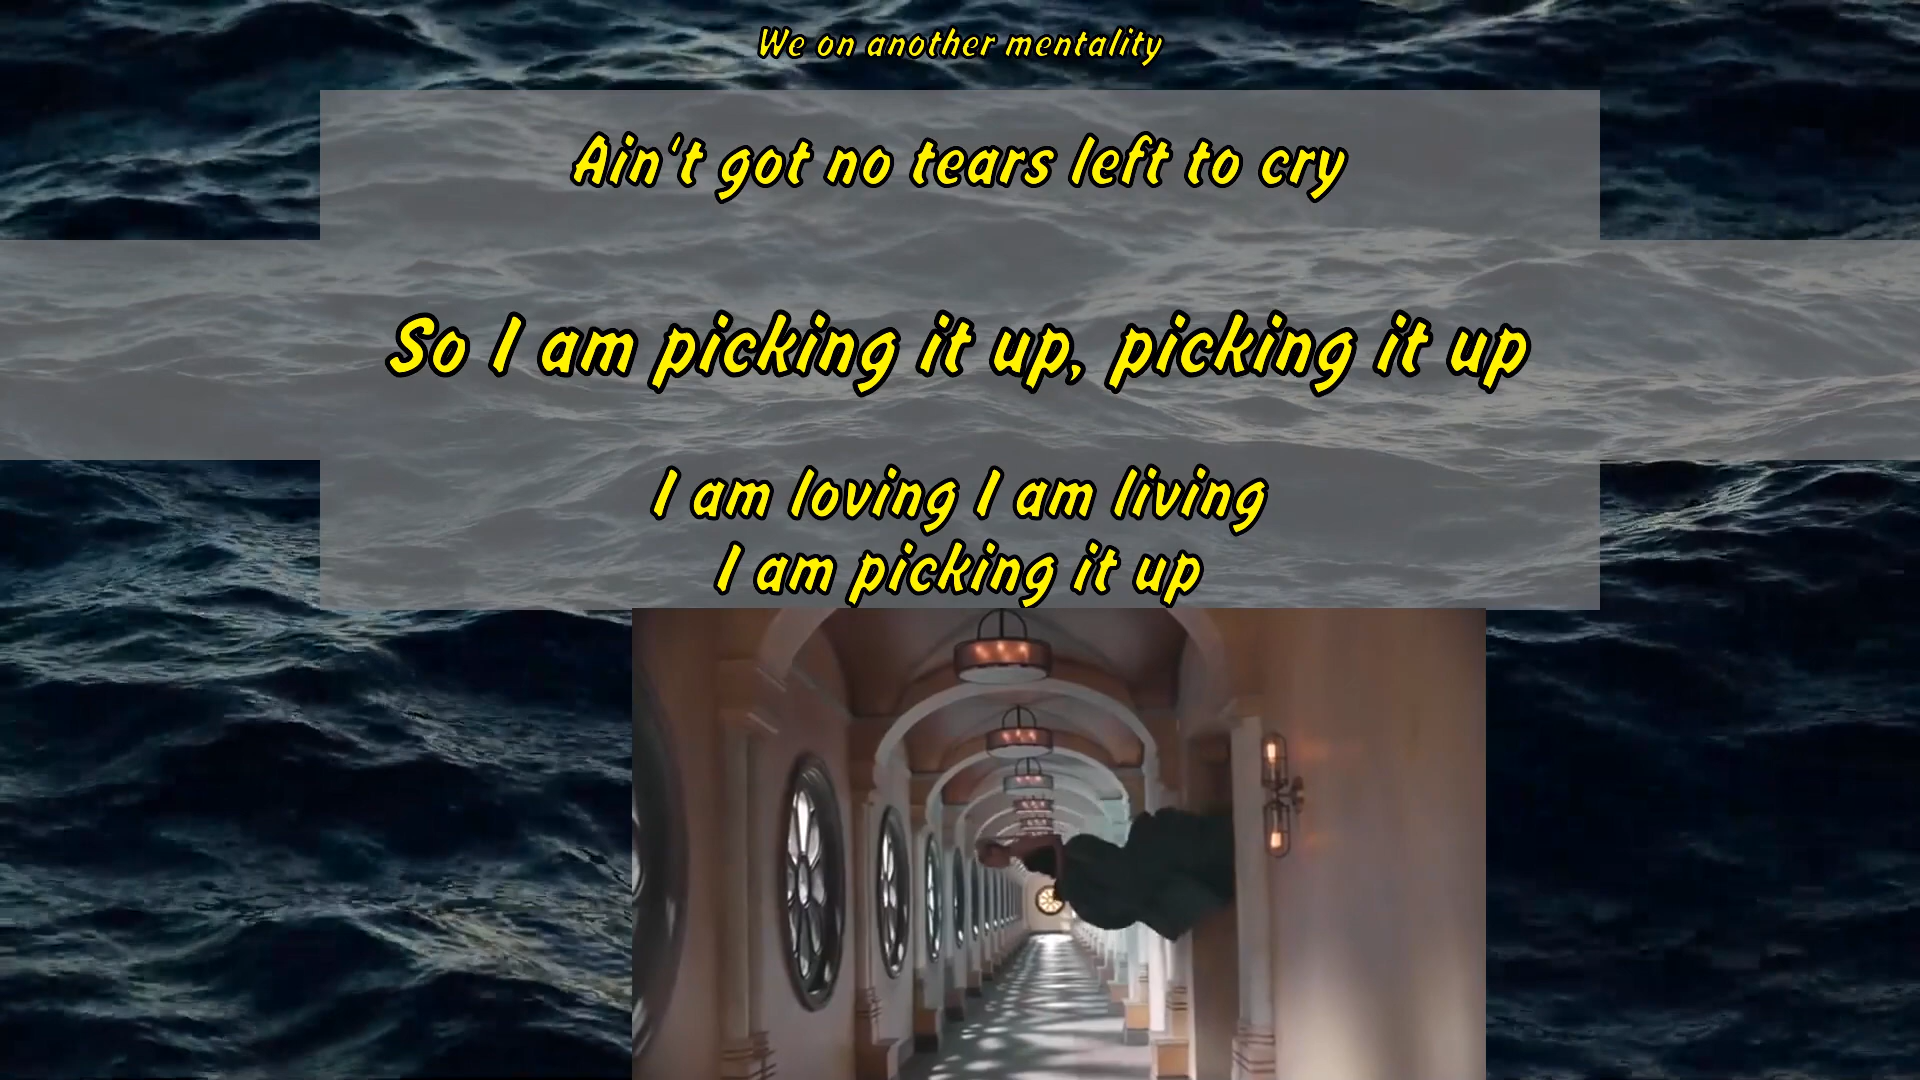 We on another mentality
Ain't got no tears left to cry
So I am picking it up, picking it up
I am loving I am living
I am picking it up